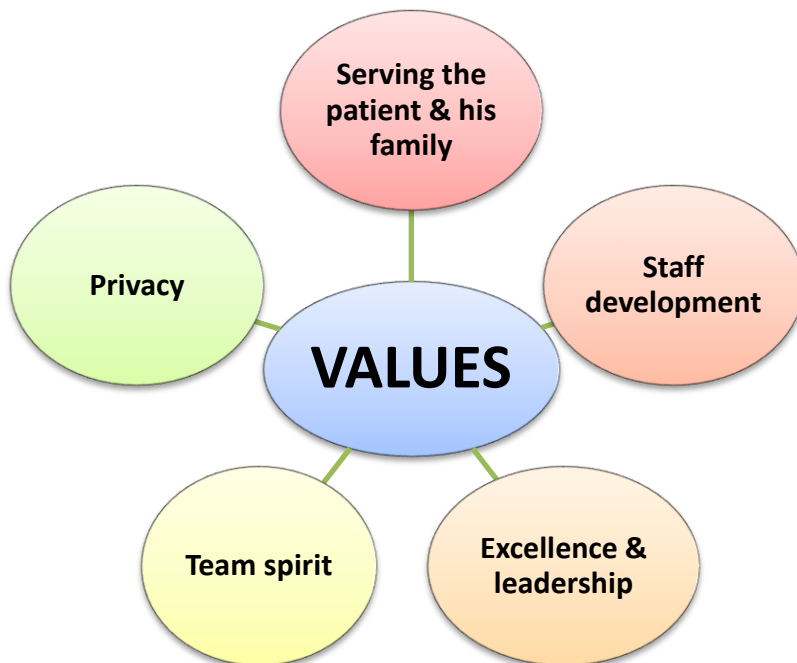 Serving the
patient & his
family
Privacy
Staff
development
VALUES
Team spirit
Excellence &
leadership